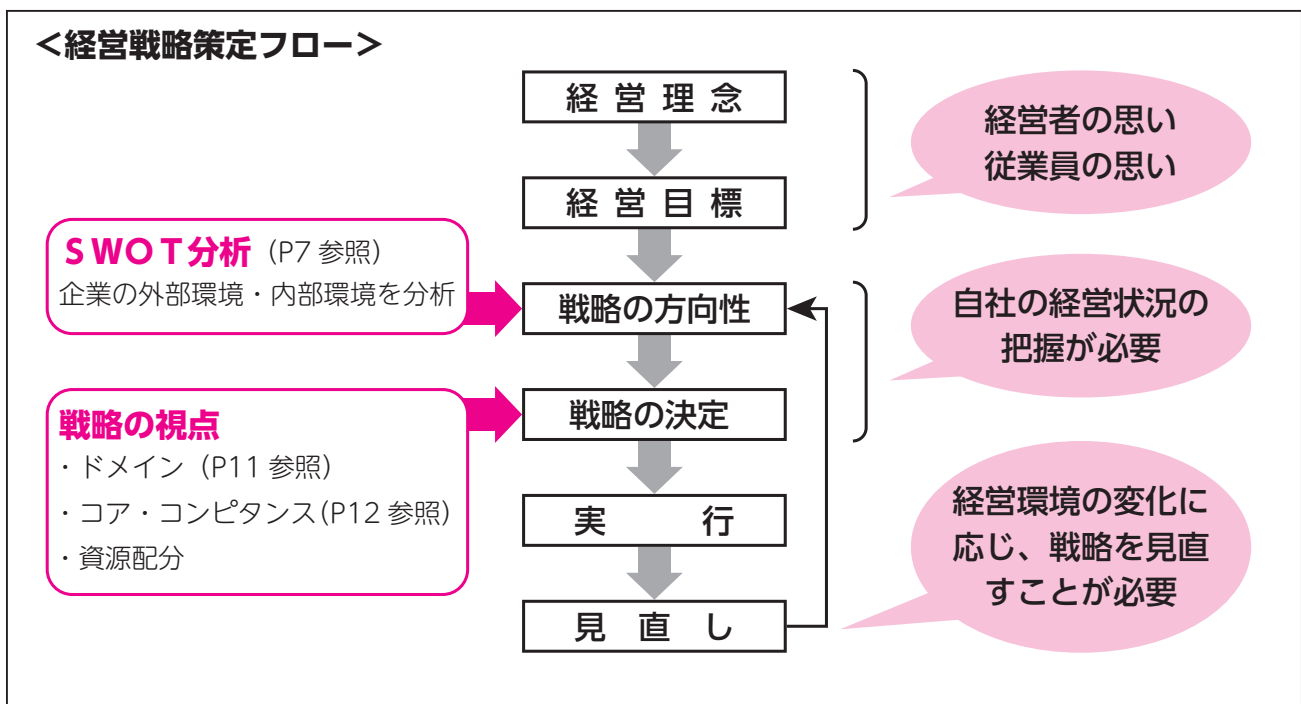 ＜経営戦略策定フロー＞
経営理念
経営目標
戦略の方向性
戦略の決定
実行
見直し
ＳＷＯＴ分析（P7 参照）
企業の外部環境・内部環境を分析
戦略の視点
・ドメイン（P11 参照）
・コア・コンピタンス（P12 参照）
・資源配分
経営者の思い
従業員の思い
自社の経営状況の
把握が必要
経営環境の変化に
応じ、戦略を見直
すことが必要